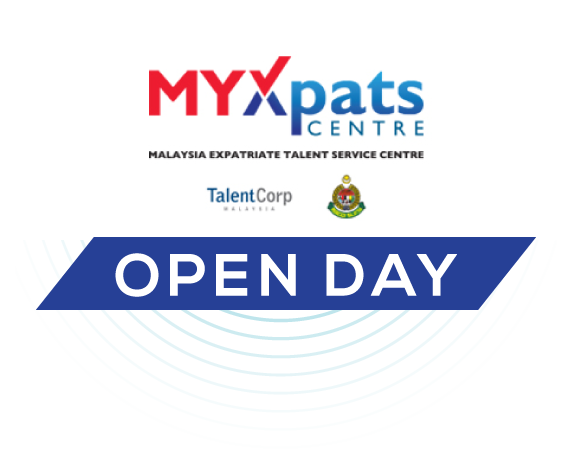 MYXpats
CENTRE
MALAYSIA EXPATRIATE TALENT SERVICE CENTRE
TalentCorp
MALAYSIA
OPEN DAY